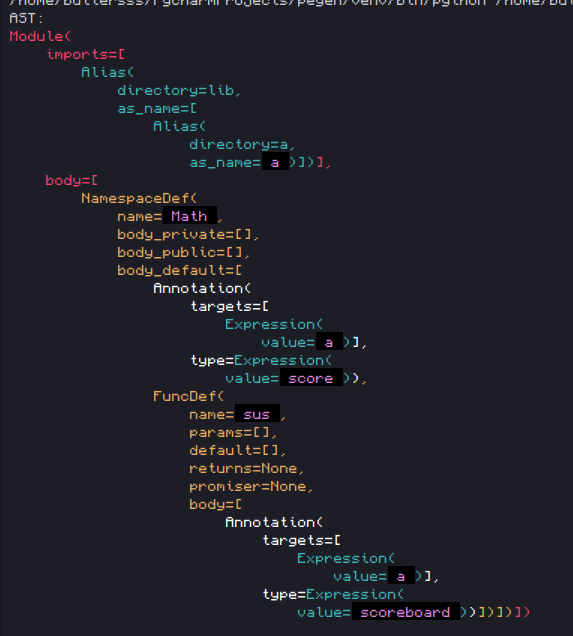 /home/buttersss/PycharmProjects/pegen/venv/bin/python /home/bu
AST:
Module(
    imports=[
        Alias(
            directory=lib,
            as_name=[
                Alias(
                    directory=a,
                    as_name= a )])],
    body=[
        NamespaceDef(
            name= Math ,
            body_private=[],
            body_public=[],
            body_default=[
                Annotation(
                    targets=[
                        Expression(
                            value= a )],
                    type=Expression(
                        value= score )),
                FuncDef(
                    name= sus ,
                    params=[],
                    default=[],
                    returns=None,
                    promiser=None,
                    body=[
                        Annotation(
                            targets=[
                                Expression(
                                    value= a )],
                            type=Expression(
                                value= scoreboard ))])])])